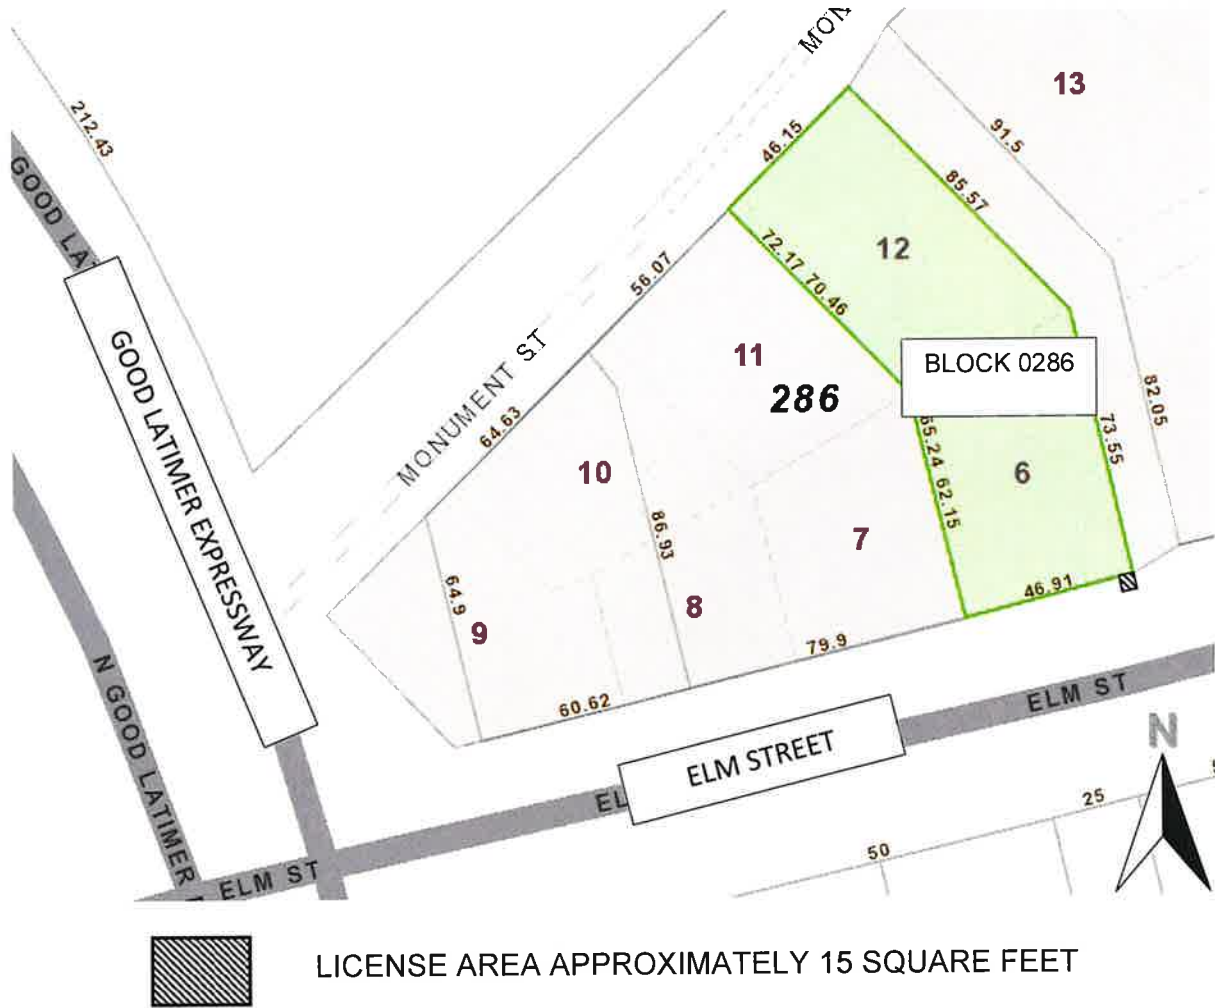 MON
13
212.43
46.15
91.5
GOOD LAT
85.57
12
72.17 70.46
56.07
GOOD LATIMER EXPRESSWAY
MONUMENT ST
11
BLOCK 0286
286
82.05
64.63
65.24 62.15
73.55
10
6
86.93
7
64.9
46.91
9
8
79.9
N GOOD LATIMER
60.62
ELM ST
ELM STREET
EL
N
25
50
ELM ST
LICENSE AREA APPROXIMATELY 15 SQUARE FEET